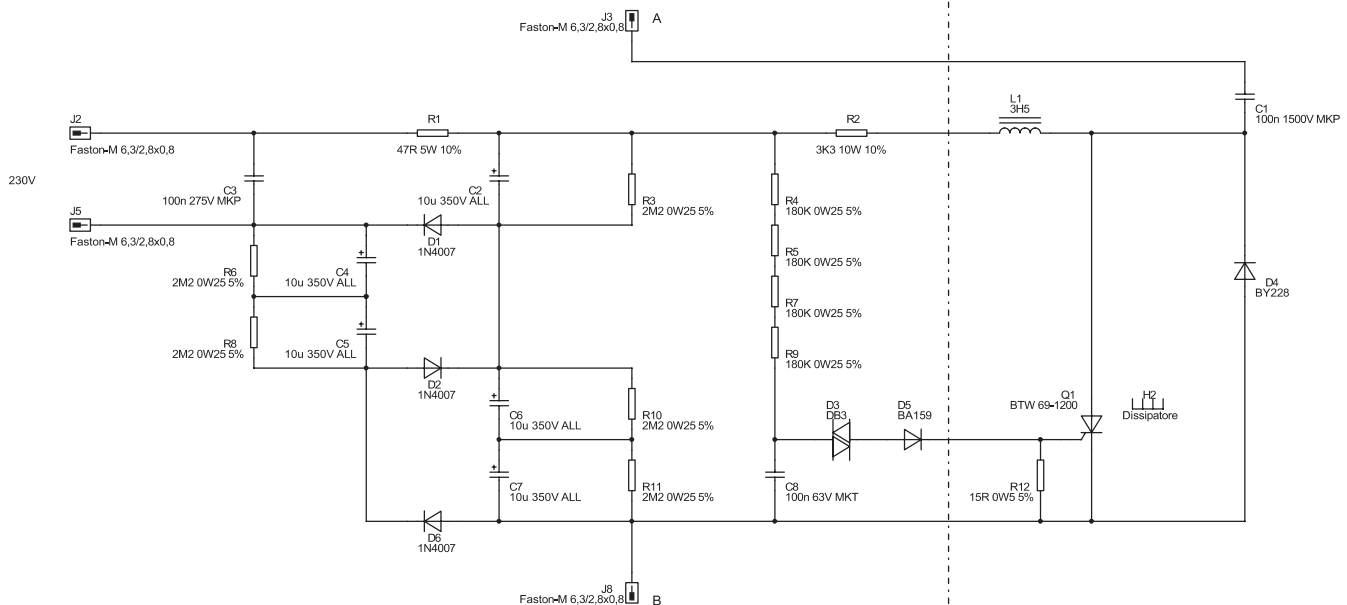 J3
Faston-M 6,3/2,8x0,8
A
L1
3H5
C1
100n 1500V MKP
J2
Faston-M 6,3/2,8x0,8
R1
47R 5W 10%
R2
3K3 10W 10%
230V
C3
100n 275V MKP
C2
10u 350V ALL
R3
2M2 0W25 5%
R4
180K 0W25 5%
J5
Faston-M 6,3/2,8x0,8
D1
1N4007
R5
180K 0W25 5%
R6
2M2 0W25 5%
C4
10u 350V ALL
D4
BY228
R7
180K 0W25 5%
R8
2M2 0W25 5%
C5
10u 350V ALL
R9
180K 0W25 5%
D2
1N4007
C6
10u 350V ALL
R10
2M2 0W25 5%
D3
DB3
D5
BA159
Q1
BTW 69-1200
H2
Dissipatore
C7
10u 350V ALL
R11
2M2 0W25 5%
C8
100n 63V MKT
R12
15R 0W5 5%
D6
1N4007
J8
Faston-M 6,3/2,8x0,8
B